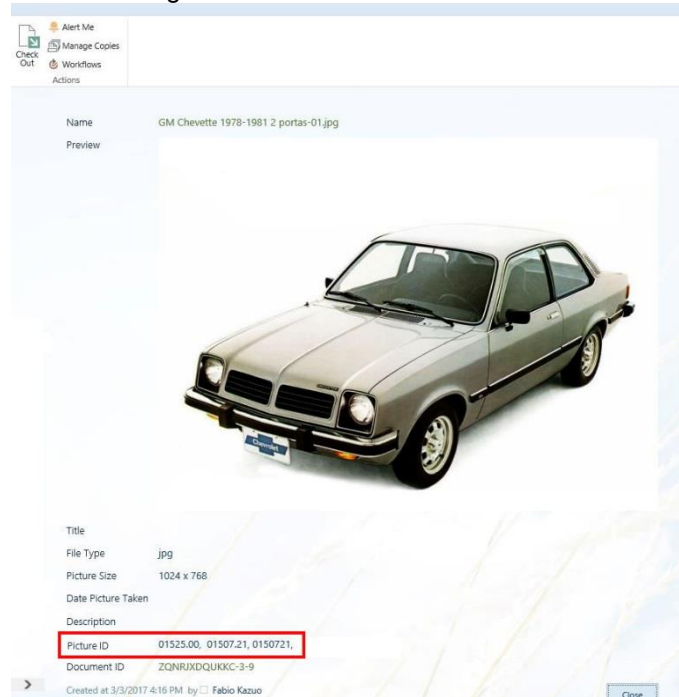 Alert Me
Manage Copies
Check Out
Workflows
Actions
Name GM Chevette 1978-1981 2 portas-01.jpg
Preview
Chevrolet
Title
File Type jpg
Picture Size 1024 x 768
Date Picture Taken
Description
Picture ID 01525.00, 01507.21, 0150721,
Document ID ZQNRJXDQUKKC-3-9
Created at 3/3/2017 4:16 PM by Fabio Kazuo
Close